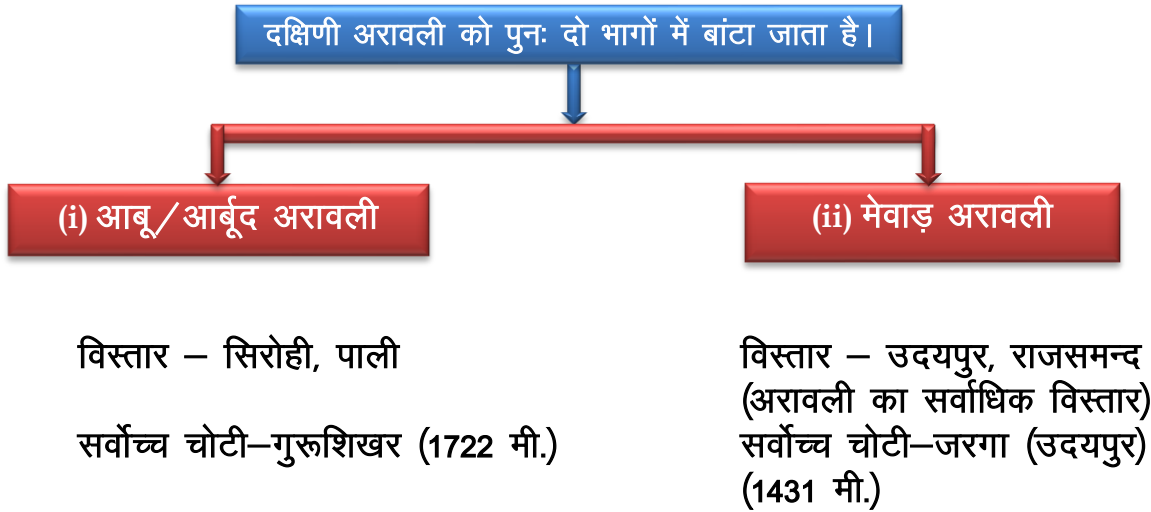 दक्षिणी अरावली को पुनः दो भागों में बांटा जाता है।
(i) आबू/आर्बूद अरावली
विस्तार – सिरोही, पाली
सर्वोच्च चोटी–गुरूशिखर (1722 मी.)
(ii) मेवाड़ अरावली
विस्तार – उदयपुर, राजसमन्द
(अरावली का सर्वाधिक विस्तार)
सर्वोच्च चोटी–जरगा (उदयपुर)
(1431 मी.)